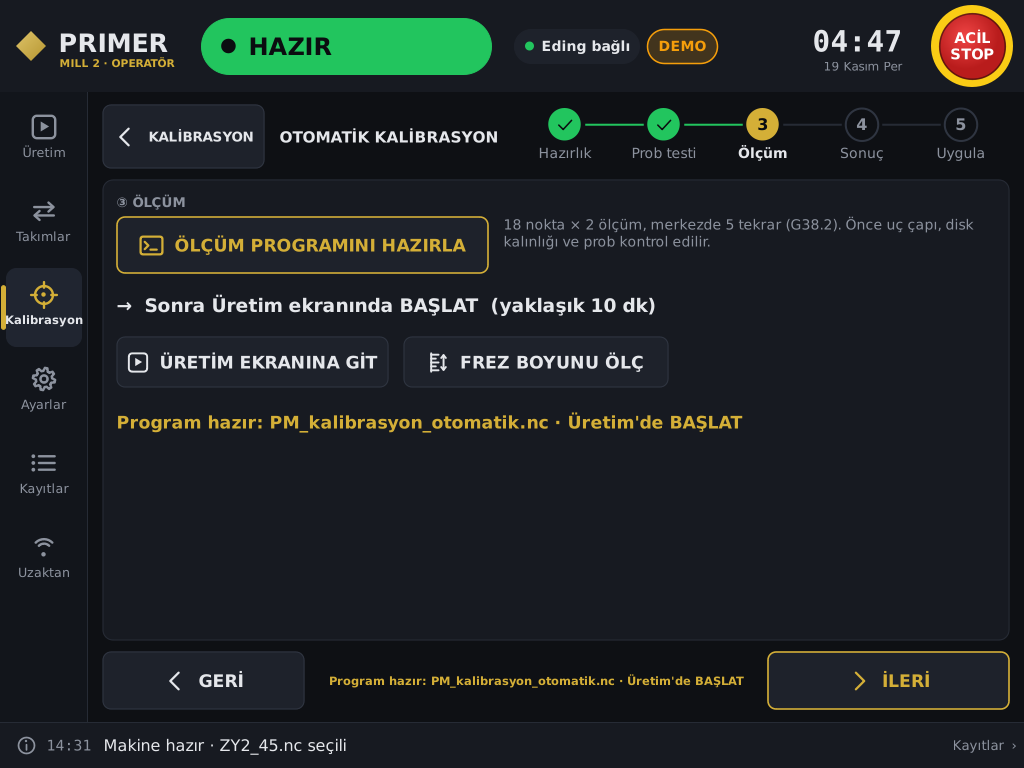 PRIMER
MILL 2 · OPERATÖR
HAZIR
Eding bağlı
DEMO
04:47
19 Kasım Per
ACİL
STOP
Üretim
Takımlar
Kalibrasyon
Ayarlar
Kayıtlar
Uzaktan
KALİBRASYON
OTOMATİK KALİBRASYON
Hazırlık
Prob testi
3
Ölçüm
4
Sonuç
5
Uygula
③ ÖLÇÜM
ÖLÇÜM PROGRAMINI HAZIRLA
18 nokta × 2 ölçüm, merkezde 5 tekrar (G38.2). Önce uç çapı, disk
kalınlığı ve prob kontrol edilir.
→ Sonra Üretim ekranında BAŞLAT (yaklaşık 10 dk)
ÜRETİM EKRANINA GİT
FREZ BOYUNU ÖLÇ
Program hazır: PM_kalibrasyon_otomatik.nc · Üretim'de BAŞLAT
GERİ
Program hazır: PM_kalibrasyon_otomatik.nc · Üretim'de BAŞLAT
İLERİ
14:31 Makine hazır · ZY2_45.nc seçili
Kayıtlar ›